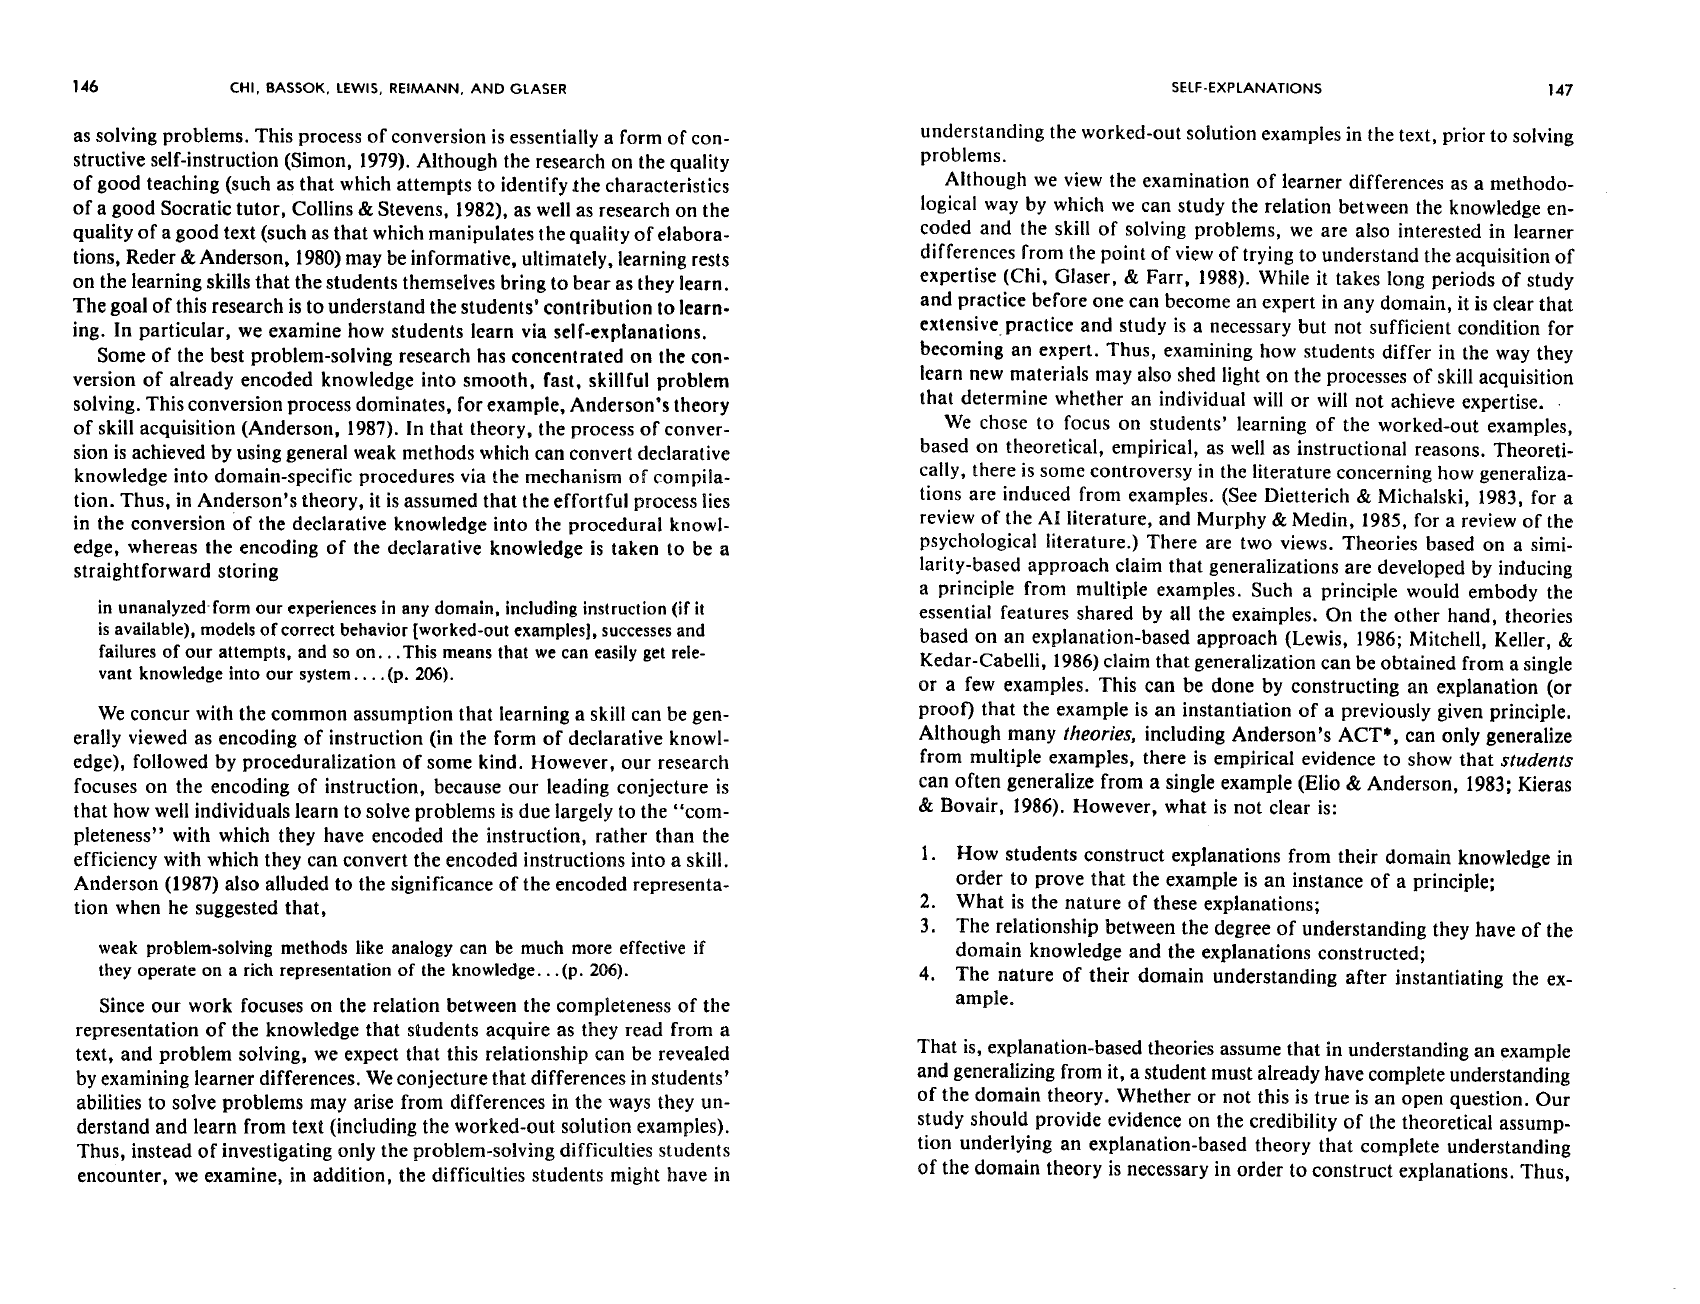 146
CHI, BASSOK, LEWIS, REIMANN, AND GLASER
as solving problems. This process of conversion is essentially a form of con-
structive self-instruction (Simon, 1979). Although the research on the quality
of good teaching (such as that which attempts to identify the characteristics
of a good Socratic tutor, Collins & Stevens, 1982), as well as research on the
quality of a good text (such as that which manipulates the quality of elabora-
tions, Reder & Anderson, 1980) may be informative, ultimately, learning rests
on the learning skills that the students themselves bring to bear as they learn.
The goal of this research is to understand the students' contribution to learn-
ing. In particular, we examine how students learn via self-explanations.
Some of the best problem-solving research has concentrated on the con-
version of already encoded knowledge into smooth, fast, skillful problem
solving. This conversion process dominates, for example, Anderson's theory
of skill acquisition (Anderson, 1987). In that theory, the process of conver-
sion is achieved by using general weak methods which can convert declarative
knowledge into domain-specific procedures via the mechanism of compila-
tion. Thus, in Anderson's theory, it is assumed that the effortful process lies
in the conversion of the declarative knowledge into the procedural knowl-
edge, whereas the encoding of the declarative knowledge is taken to be a
straightforward storing
in unanalyzed form our experiences in any domain, including instruction (if it
is available), models of correct behavior [worked-out examples], successes and
failures of our attempts, and so on...This means that we can easily get rele-
vant knowledge into our system....(p. 206).
We concur with the common assumption that learning a skill can be gen-
erally viewed as encoding of instruction (in the form of declarative knowl-
edge), followed by proceduralization of some kind. However, our research
focuses on the encoding of instruction, because our leading conjecture is
that how well individuals learn to solve problems is due largely to the "com-
pleteness" with which they have encoded the instruction, rather than the
efficiency with which they can convert the encoded instructions into a skill.
Anderson (1987) also alluded to the significance of the encoded representa-
tion when he suggested that,
weak problem-solving methods like analogy can be much more effective if
they operate on a rich representation of the knowledge...(p. 206).
Since our work focuses on the relation between the completeness of the
representation of the knowledge that students acquire as they read from a
text, and problem solving, we expect that this relationship can be revealed
by examining learner differences. We conjecture that differences in students'
abilities to solve problems may arise from differences in the ways they un-
derstand and learn from text (including the worked-out solution examples).
Thus, instead of investigating only the problem-solving difficulties students
encounter, we examine, in addition, the difficulties students might have in
SELF-EXPLANATIONS
147
understanding the worked-out solution examples in the text, prior to solving
problems.
Although we view the examination of learner differences as a methodo-
logical way by which we can study the relation between the knowledge en-
coded and the skill of solving problems, we are also interested in learner
differences from the point of view of trying to understand the acquisition of
expertise (Chi, Glaser, & Farr, 1988). While it takes long periods of study
and practice before one can become an expert in any domain, it is clear that
extensive practice and study is a necessary but not sufficient condition for
becoming an expert. Thus, examining how students differ in the way they
learn new materials may also shed light on the processes of skill acquisition
that determine whether an individual will or will not achieve expertise.
We chose to focus on students' learning of the worked-out examples,
based on theoretical, empirical, as well as instructional reasons. Theoreti-
cally, there is some controversy in the literature concerning how generaliza-
tions are induced from examples. (See Dietterich & Michalski, 1983, for a
review of the AI literature, and Murphy & Medin, 1985, for a review of the
psychological literature.) There are two views. Theories based on a simi-
larity-based approach claim that generalizations are developed by inducing
a principle from multiple examples. Such a principle would embody the
essential features shared by all the examples. On the other hand, theories
based on an explanation-based approach (Lewis, 1986; Mitchell, Keller, &
Kedar-Cabelli, 1986) claim that generalization can be obtained from a single
or a few examples. This can be done by constructing an explanation (or
proof) that the example is an instantiation of a previously given principle.
Although many theories, including Anderson's ACT*, can only generalize
from multiple examples, there is empirical evidence to show that students
can often generalize from a single example (Elio & Anderson, 1983; Kieras
& Bovair, 1986). However, what is not clear is:
1. How students construct explanations from their domain knowledge in
order to prove that the example is an instance of a principle;
2. What is the nature of these explanations;
3. The relationship between the degree of understanding they have of the
domain knowledge and the explanations constructed;
4. The nature of their domain understanding after instantiating the ex-
ample.
That is, explanation-based theories assume that in understanding an example
and generalizing from it, a student must already have complete understanding
of the domain theory. Whether or not this is true is an open question. Our
study should provide evidence on the credibility of the theoretical assump-
tion underlying an explanation-based theory that complete understanding
of the domain theory is necessary in order to construct explanations. Thus,